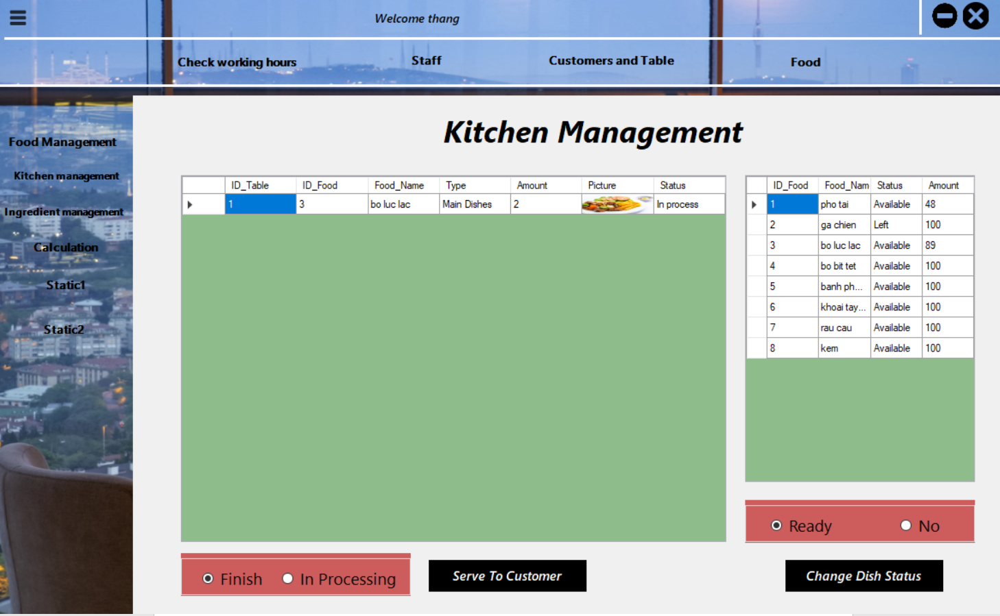 Welcome thang
Check working hours
Staff
Customers and Table
Food
Food Management
Kitchen management
Ingredient management
Calculation
Static1
Static2
Kitchen Management
ID_Table ID_Food Food_Name Type Amount Picture Status
1 3 bo luc lac Main Dishes 2 In process
ID_Food Food_Nam Status Amount
1 pho tai Available 48
2 ga chien Left 100
3 bo luc lac Available 89
4 bo bit tet Available 100
5 banh ph... Available 100
6 khoai tay... Available 100
7 rau cau Available 100
8 kem Available 100
Ready No
Finish In Processing
Serve To Customer
Change Dish Status